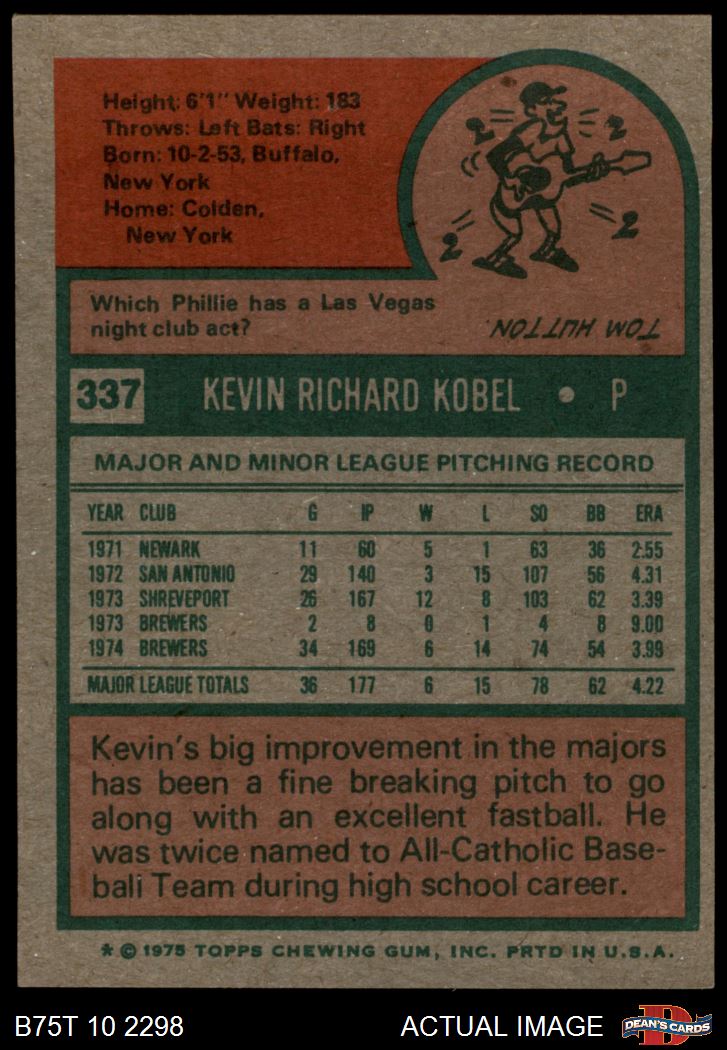 Height: 6'1" Weight: 183
Throws: Left Bats: Right
Born: 10-2-53, Buffalo,
New York
Home: Colden,
New York
2
2
2
2
Which Phillie has a Las Vegas
night club act?
TOM HUTTON
337 KEVIN RICHARD KOBEL • P
MAJOR AND MINOR LEAGUE PITCHING RECORD
YEAR CLUB G IP W L SO BB ERA
1971 NEWARK 11 60 5 1 63 36 2.55
1972 SAN ANTONIO 29 140 3 15 107 56 4.31
1973 SHREVEPORT 26 167 12 8 103 62 3.39
1973 BREWERS 2 8 0 1 4 8 9.00
1974 BREWERS 34 169 6 14 74 54 3.99
MAJOR LEAGUE TOTALS 36 177 6 15 78 62 4.22
Kevin's big improvement in the majors
has been a fine breaking pitch to go
along with an excellent fastball. He
was twice named to All-Catholic Base-
ball Team during high school career.
* © 1975 TOPPS CHEWING GUM, INC. PRTD IN U.S.A.
B75T 10 2298 ACTUAL IMAGE
D
DEAN'S CARDS